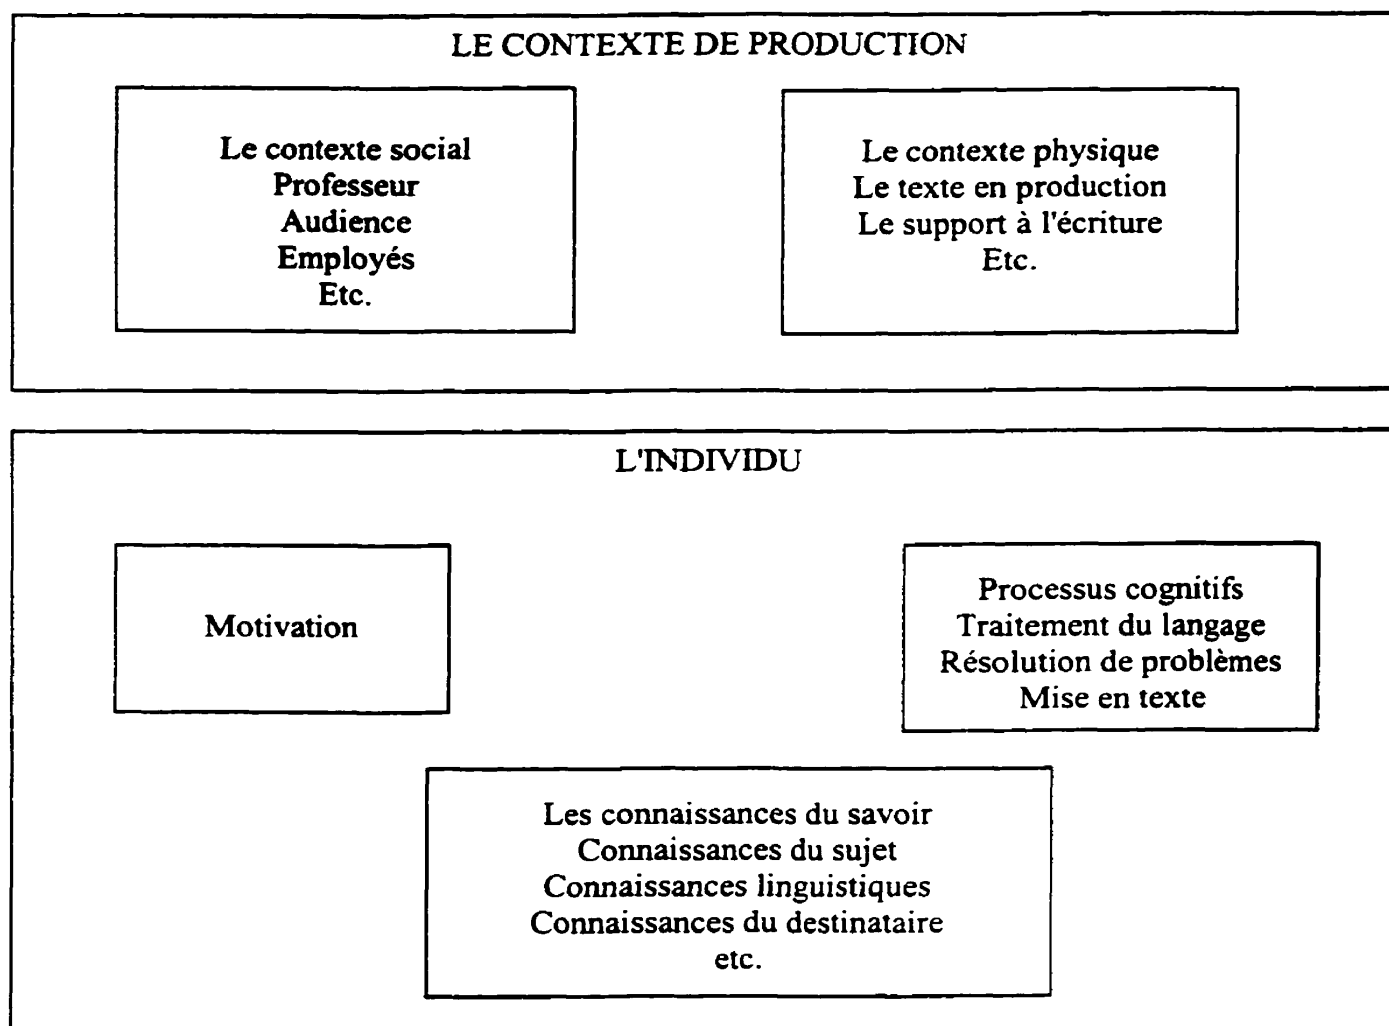 LE CONTEXTE DE PRODUCTION
Le contexte social
Professeur
Audience
Employés
Etc.
Le contexte physique
Le texte en production
Le support à l'écriture
Etc.
L'INDIVIDU
Motivation
Processus cognitifs
Traitement du langage
Résolution de problèmes
Mise en texte
Les connaissances du savoir
Connaissances du sujet
Connaissances linguistiques
Connaissances du destinataire
etc.